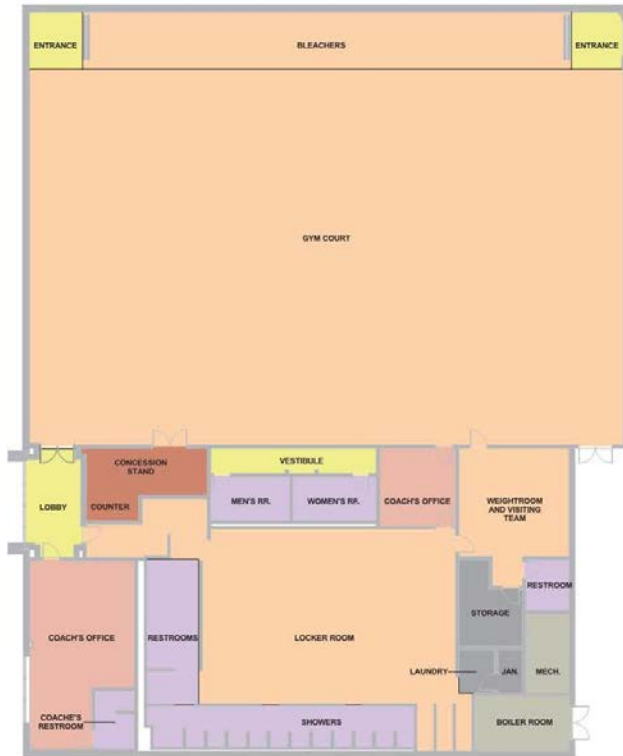 ENTRANCE
BLEACHERS
ENTRANCE
GYM COURT
CONCESSION
STAND
VESTIBULE
LOBBY
COUNTER
MEN'S RR.
WOMEN'S RR.
COACH'S OFFICE
WEIGHTROOM
AND VISITING
TEAM
RESTROOM
STORAGE
COACH'S OFFICE
RESTROOMS
LOCKER ROOM
LAUNDRY
JAN.
MECH.
COACHE'S
RESTROOM
SHOWERS
BOILER ROOM